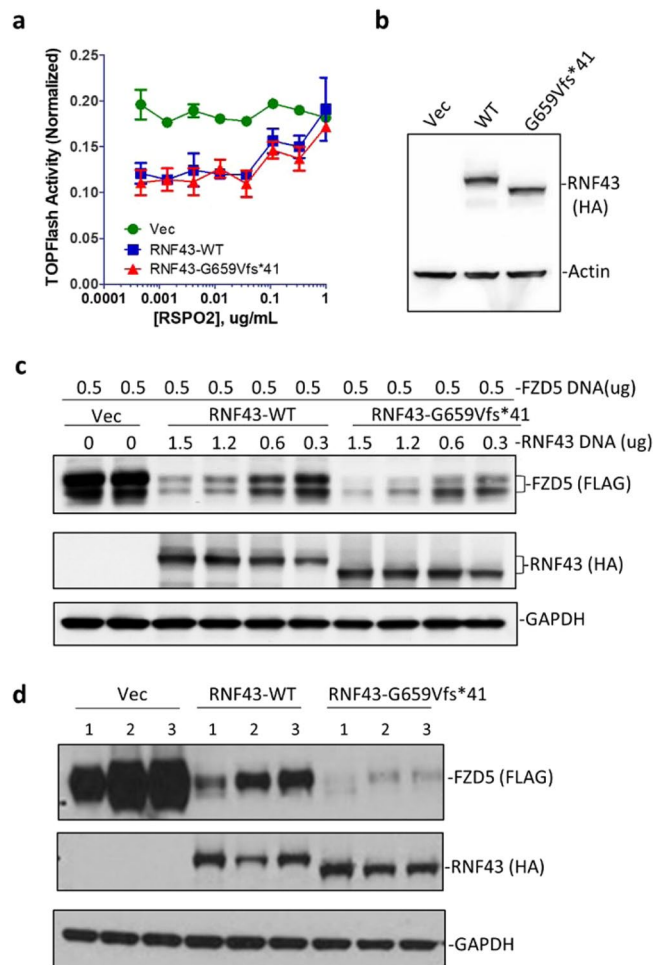 a
TOPFlash Activity (Normalized)
0.25
0.20
0.15
0.10
0.05
0.00
Vec
RNF43-WT
RNF43-G659Vfs*41
0.0001 0.001 0.01 0.1 1
[RSPO2], ug/mL
b
Vec WT G659Vfs*41
-RNF43
(HA)
-Actin
c
0.5 0.5 0.5 0.5 0.5 0.5 0.5 0.5 0.5 0.5 -FZD5 DNA(ug)
Vec RNF43-WT RNF43-G659Vfs*41
0 0 1.5 1.2 0.6 0.3 1.5 1.2 0.6 0.3 -RNF43 DNA (ug)
-FZD5 (FLAG)
-RNF43 (HA)
-GAPDH
d
Vec RNF43-WT RNF43-G659Vfs*41
1 2 3 1 2 3 1 2 3
-FZD5 (FLAG)
-RNF43 (HA)
-GAPDH